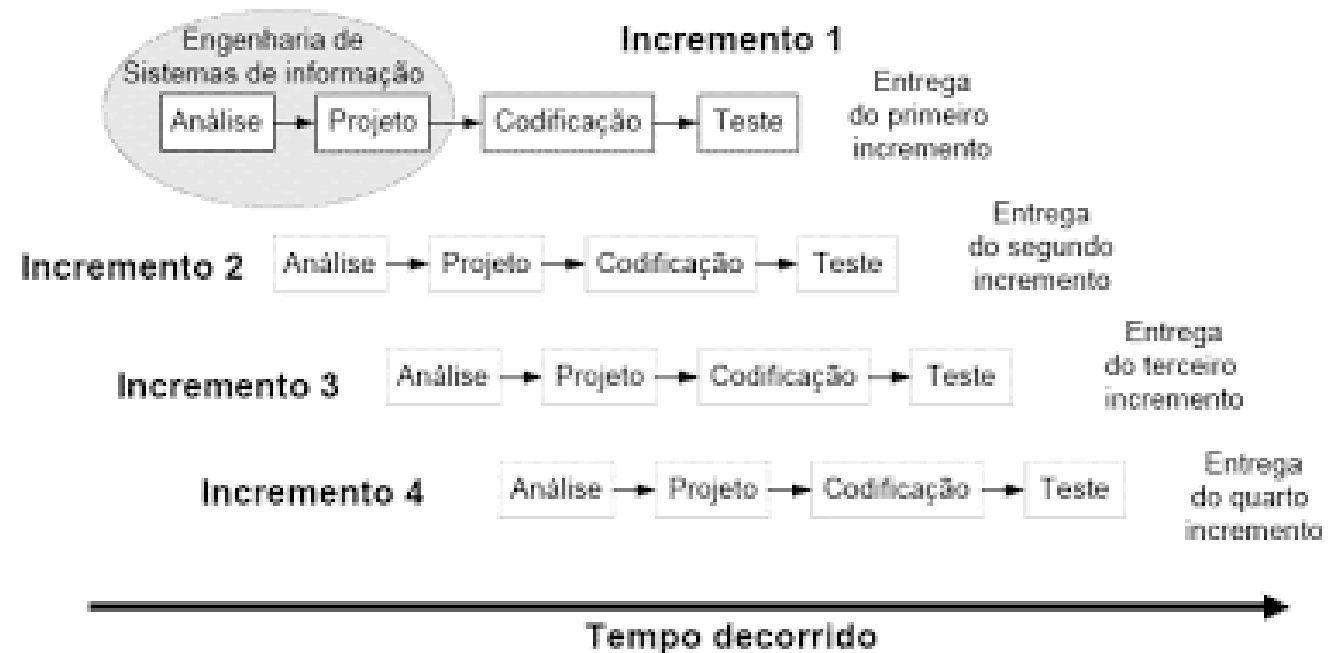 Engenharia de
Sistemas de informação
Incremento 1
Análise
Projeto
Codificação
Teste
Entrega
do primeiro
incremento
Incremento 2
Análise
Projeto
Codificação
Teste
Entrega
do segundo
incremento
Incremento 3
Análise
Projeto
Codificação
Teste
Entrega
do terceiro
incremento
Incremento 4
Análise
Projeto
Codificação
Teste
Entrega
do quarto
incremento
Tempo decorrido